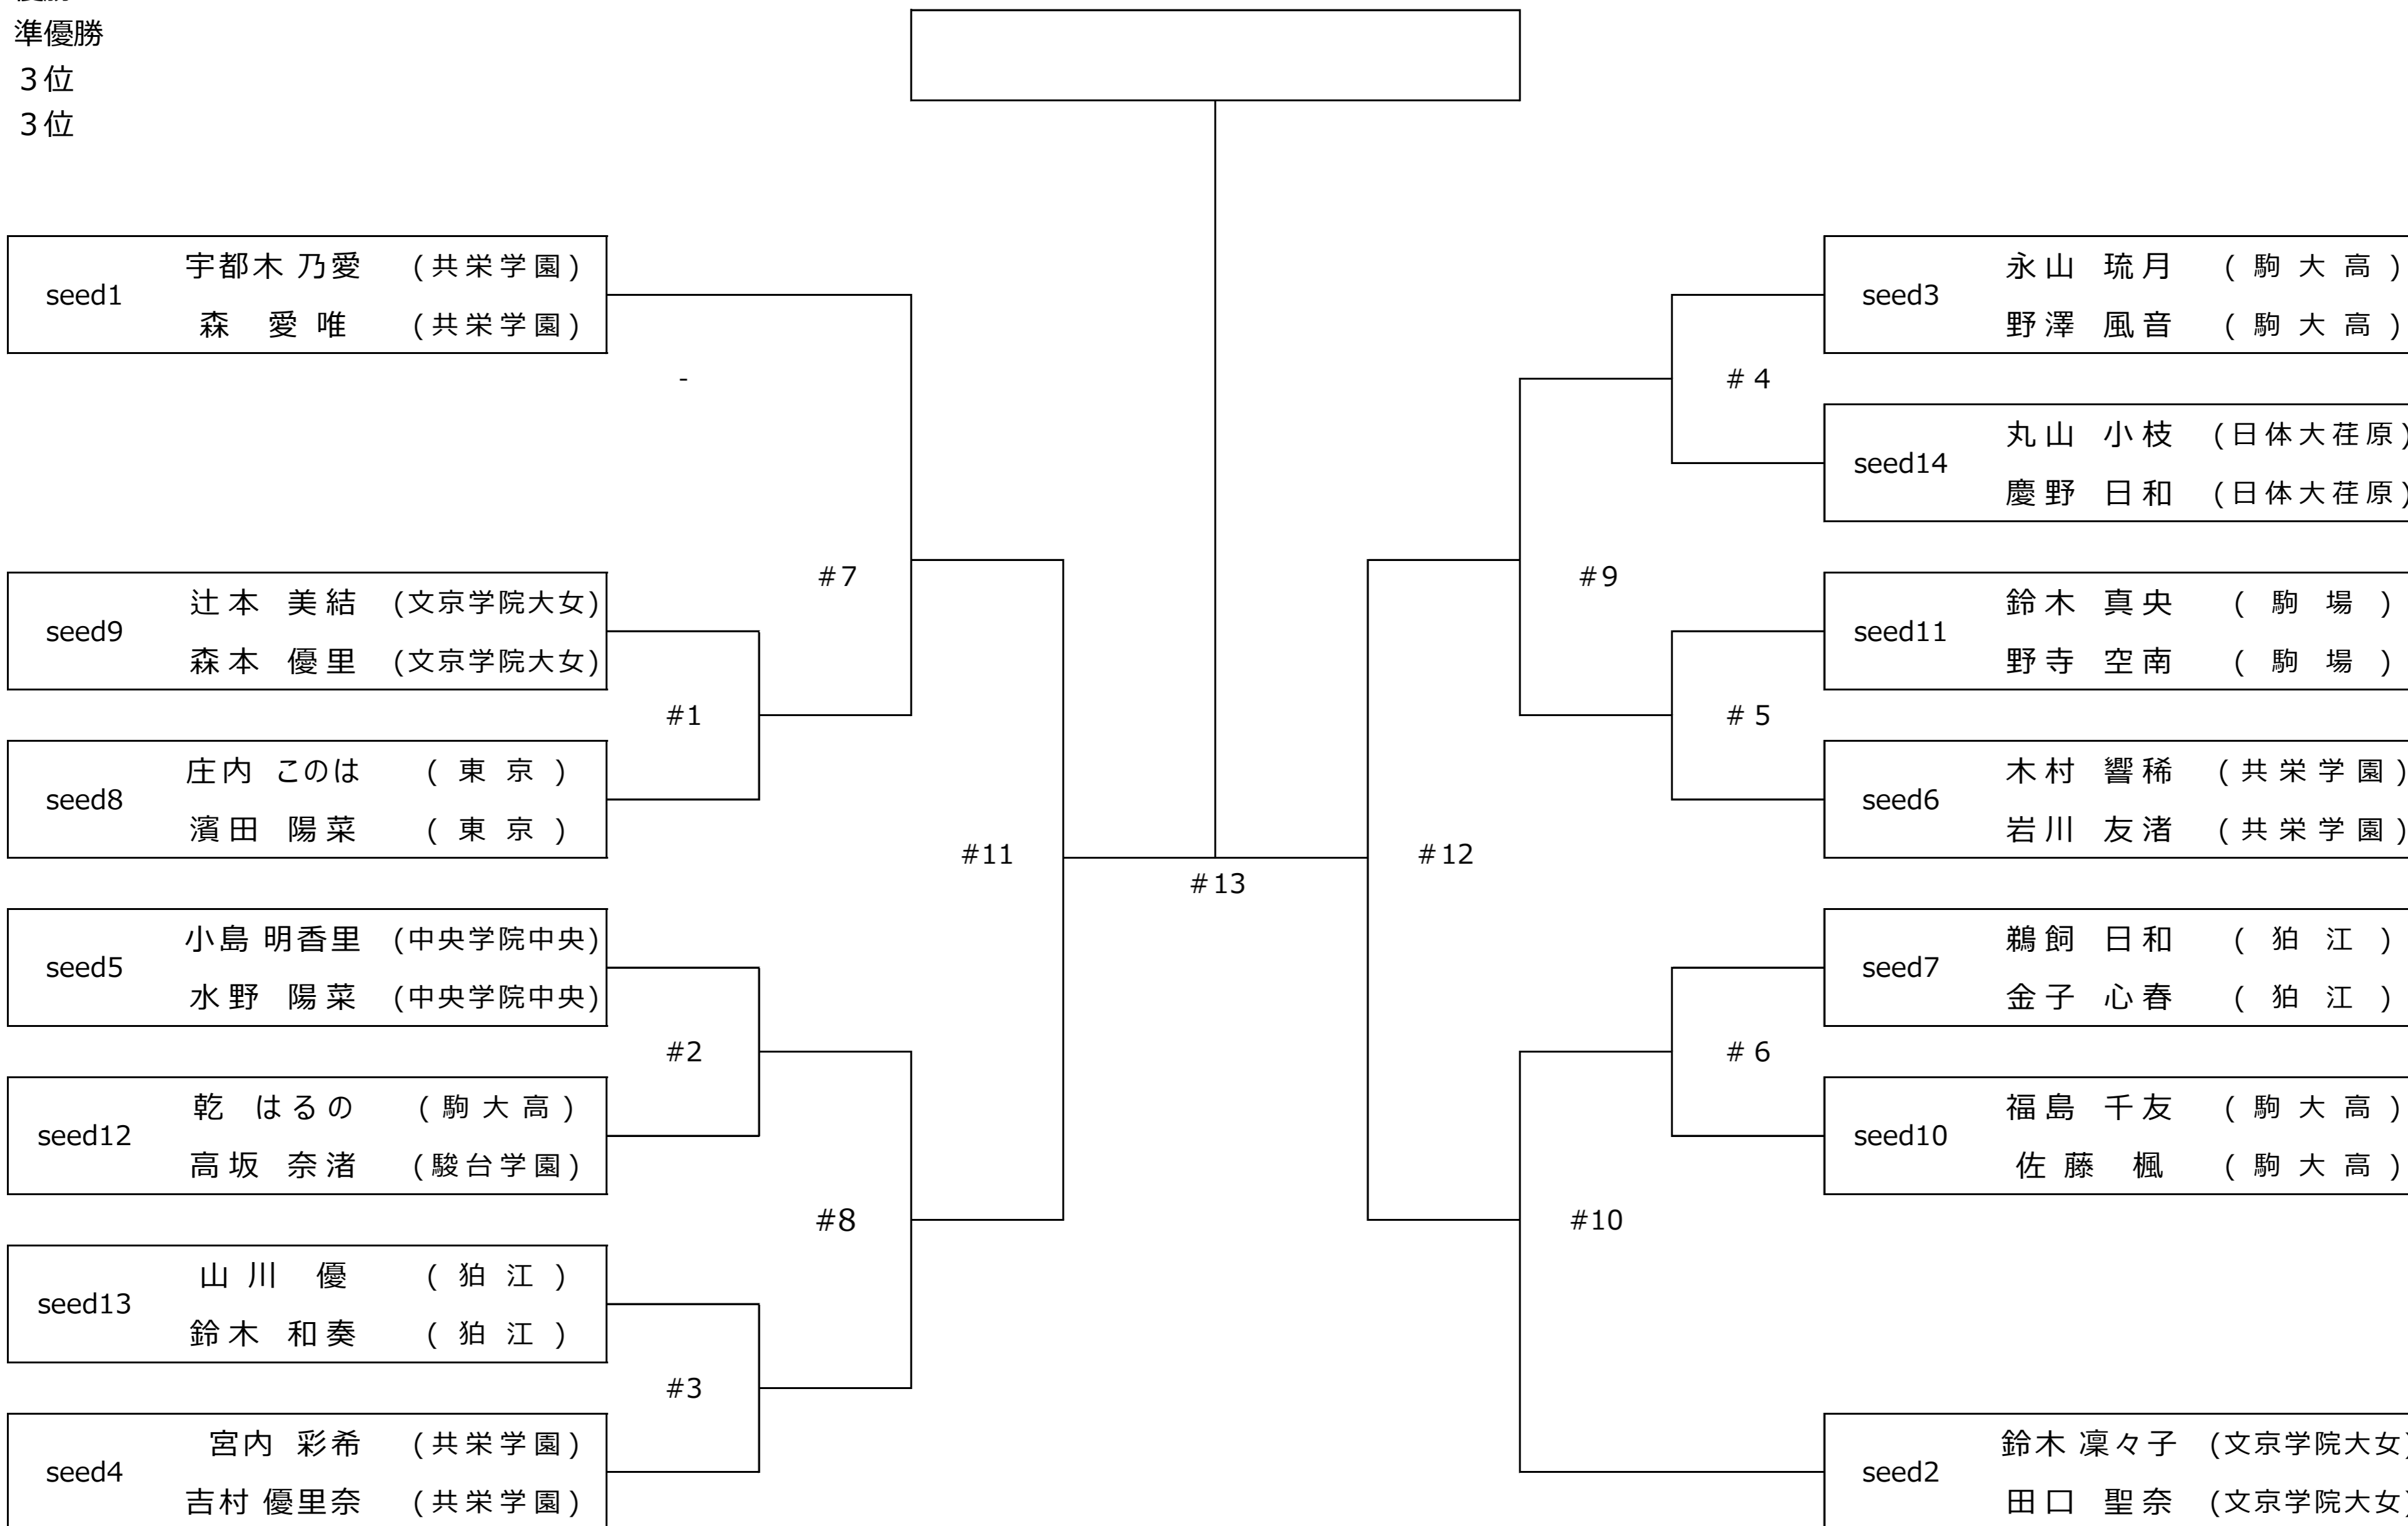 準優勝
3位
3位
seed1
宇都木 乃愛 (共栄学園)
森 愛唯 (共栄学園)
-
seed9
辻本 美結 (文京学院大女)
森本 優里 (文京学院大女)
#1
seed8
庄内 このは (東京)
濱田 陽菜 (東京)
#7
seed5
小島 明香里 (中央学院中央)
水野 陽菜 (中央学院中央)
#2
seed12
乾 はるの (駒大高)
高坂 奈渚 (駿台学園)
#8
seed13
山川 優 (狛江)
鈴木 和奏 (狛江)
#3
seed4
宮内 彩希 (共栄学園)
吉村 優里奈 (共栄学園)
#11
#13
#12
seed3
永山 琉月 (駒大高)
野澤 風音 (駒大高)
#4
seed14
丸山 小枝 (日体大荏原)
慶野 日和 (日体大荏原)
#9
seed11
鈴木 真央 (駒場)
野寺 空南 (駒場)
#5
seed6
木村 響稀 (共栄学園)
岩川 友渚 (共栄学園)
seed7
鵜飼 日和 (狛江)
金子 心春 (狛江)
#6
seed10
福島 千友 (駒大高)
佐藤 楓 (駒大高)
#10
seed2
鈴木 凜々子 (文京学院大女)
田口 聖奈 (文京学院大女)